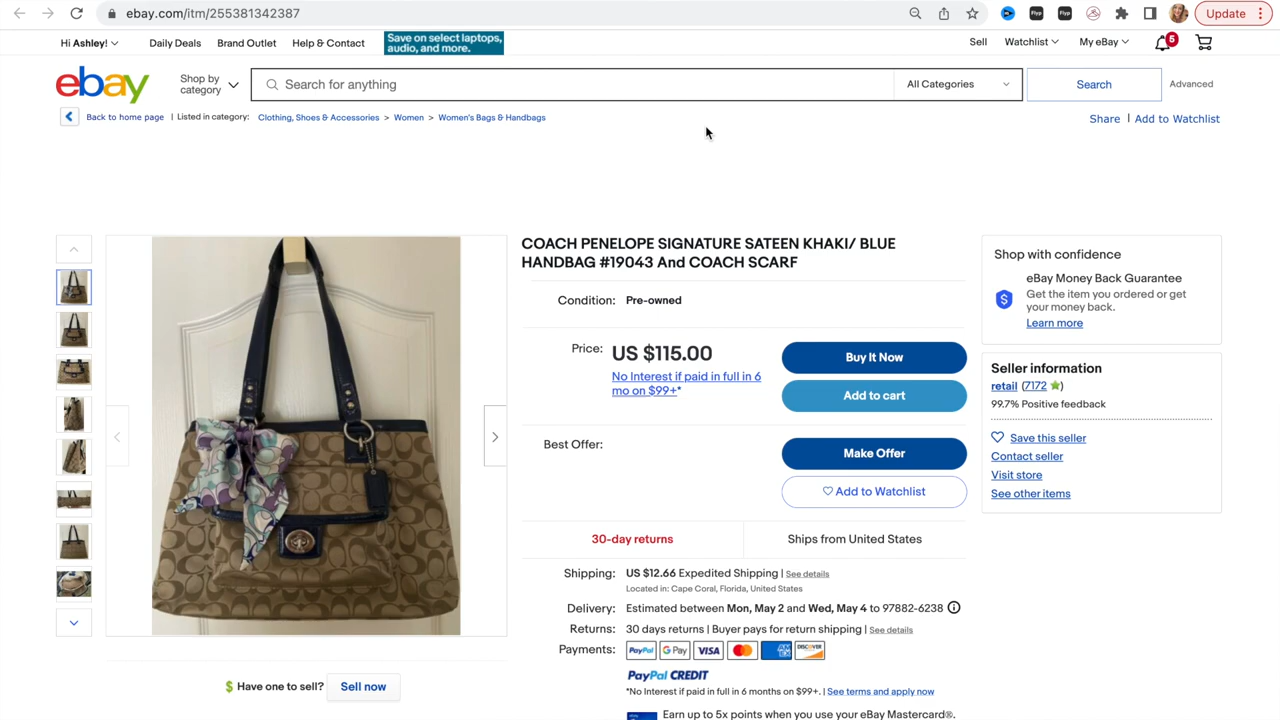 ebay.com/itm/255381342387
Flyp
Flyp
Update
Hi Ashley!
Daily Deals
Brand Outlet
Help & Contact
Save on select laptops,
audio, and more.
Sell
Watchlist
My eBay
5
ebay
Shop by
category
Search for anything
All Categories
Search
Advanced
Back to home page | Listed in category: Clothing, Shoes & Accessories > Women > Women's Bags & Handbags
Share | Add to Watchlist
COACH PENELOPE SIGNATURE SATEEN KHAKI/ BLUE
HANDBAG #19043 And COACH SCARF
Condition: Pre-owned
Price: US $115.00
No Interest if paid in full in 6
mo on $99+*
Buy It Now
Add to cart
Best Offer:
Make Offer
Add to Watchlist
30-day returns
Ships from United States
Shipping: US $12.66 Expedited Shipping | See details
Located in: Cape Coral, Florida, United States
Delivery: Estimated between Mon, May 2 and Wed, May 4 to 97882-6238
Returns: 30 days returns | Buyer pays for return shipping | See details
Payments: PayPal G Pay VISA DISCOVER
PayPal CREDIT
*No Interest if paid in full in 6 months on $99+. | See terms and apply now
Earn up to 5x points when you use your eBay Mastercard®.
Shop with confidence
eBay Money Back Guarantee
Get the item you ordered or get
your money back.
Learn more
Seller information
retail (7172)
99.7% Positive feedback
Save this seller
Contact seller
Visit store
See other items
Have one to sell? Sell now